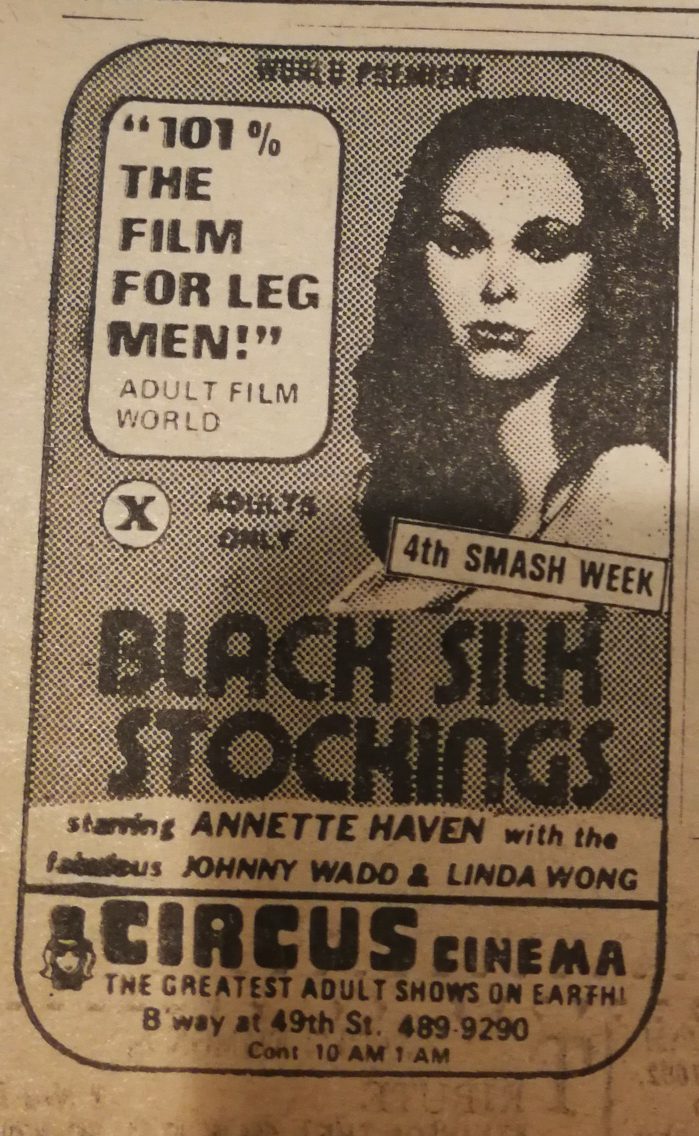 WORLD PREMIERE
“101%
THE
FILM
FOR LEG
MEN!”
ADULT FILM
WORLD
X
ADULTS
ONLY
4th SMASH WEEK
BLACK SILK
STOCKINGS
starring ANNETTE HAVEN with the
fabulous JOHNNY WADD & LINDA WONG
CIRCUS CINEMA
THE GREATEST ADULT SHOWS ON EARTH!
B'way at 49th St. 489-9290
Cont 10 AM 1 AM